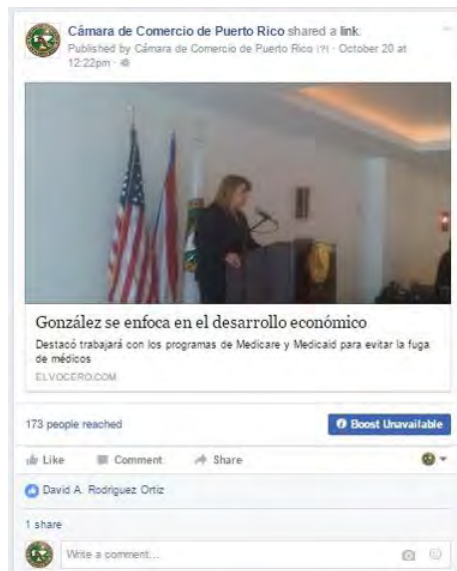 Cámara de Comercio de Puerto Rico shared a link.
Published by Cámara de Comercio de Puerto Rico [?] · October 20 at
12:22pm ·
González se enfoca en el desarrollo económico
Destacó trabajará con los programas de Medicare y Medicaid para evitar la fuga
de médicos
ELVOCERO.COM
173 people reached
Boost Unavailable
Like Comment Share
David A. Rodriguez Ortiz
1 share
Write a comment...